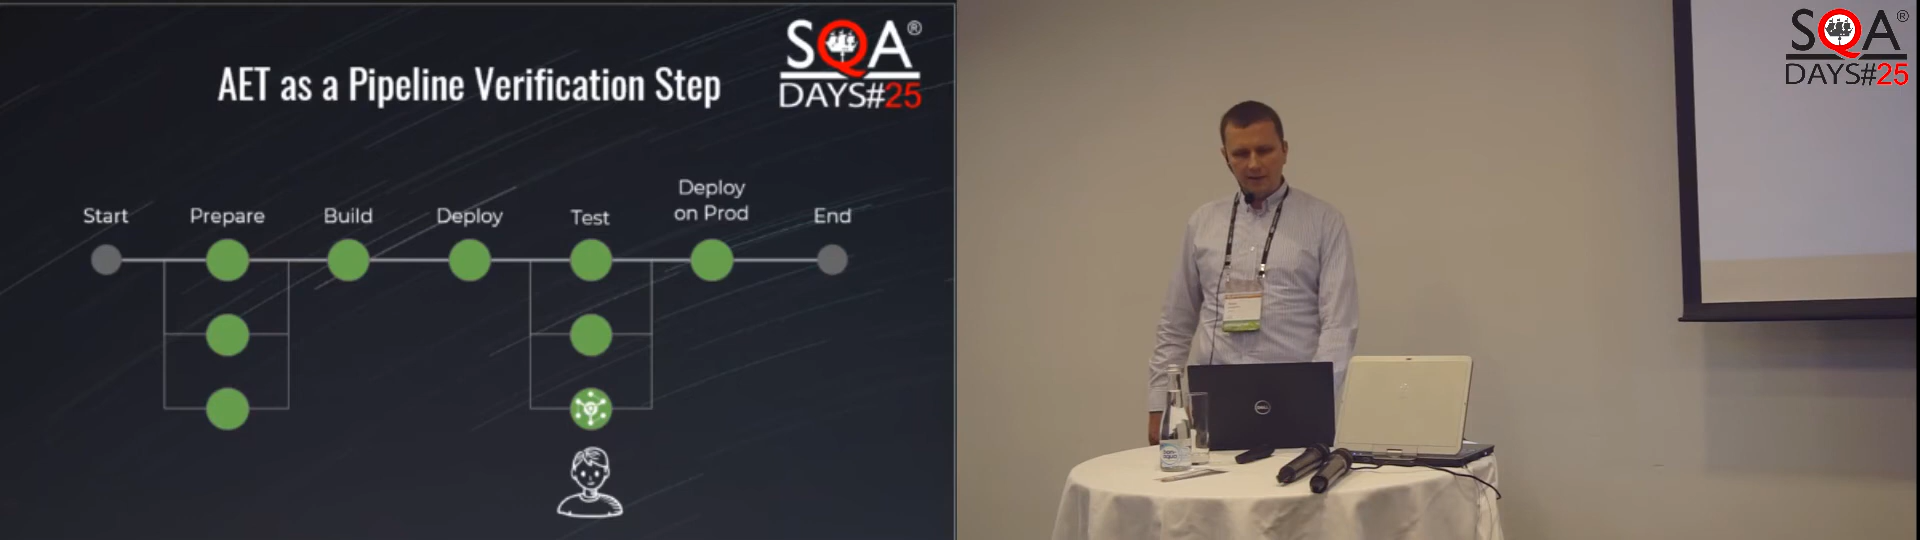 AET as a Pipeline Verification Step
SQA®
DAYS#25
Start
Prepare
Build
Deploy
Test
Deploy
on Prod
End
SQA®
DAYS#25
DELL